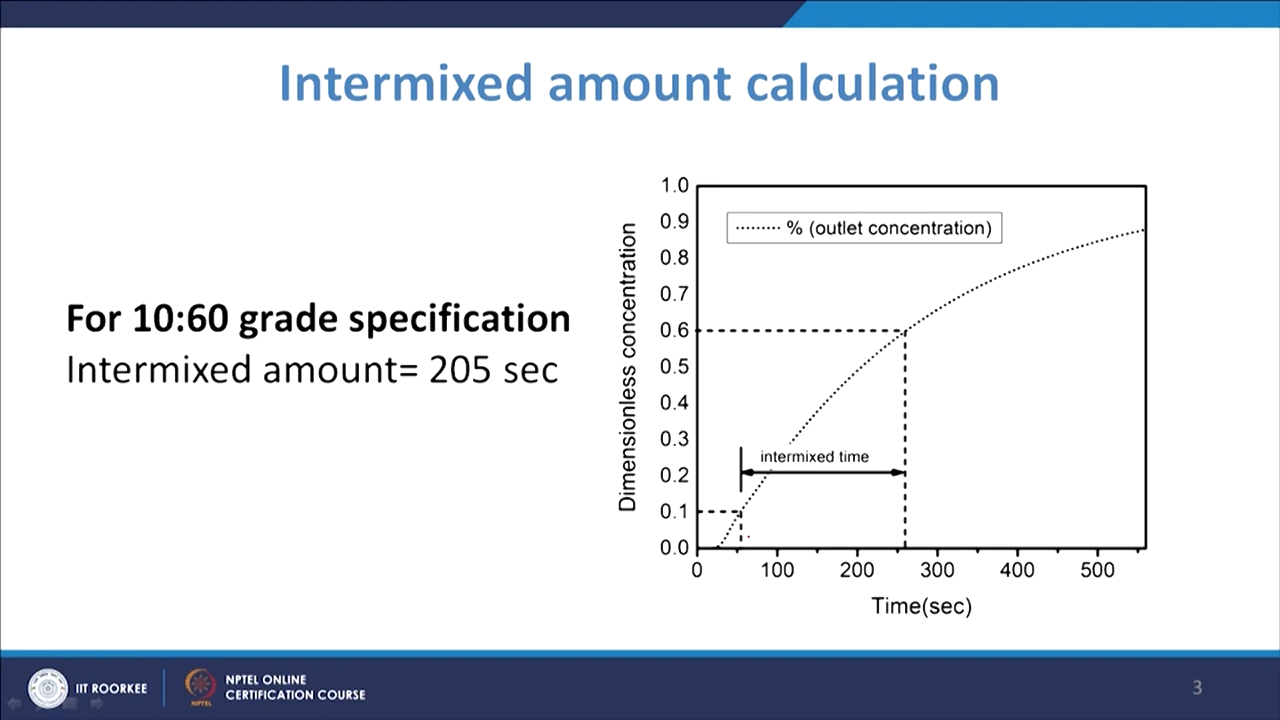 Intermixed amount calculation
For 10:60 grade specification
Intermixed amount= 205 sec
Dimensionless concentration
1.0
0.9
0.8
0.7
0.6
0.5
0.4
0.3
0.2
0.1
0.0
% (outlet concentration)
intermixed time
0 100 200 300 400 500
Time(sec)
IIT ROORKEE
NPTEL
NPTEL ONLINE
CERTIFICATION COURSE
3